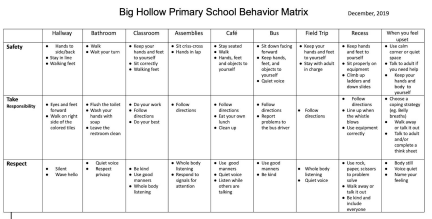 Big Hollow Primary School Behavior Matrix
December, 2019
Hallway
Bathroom
Classroom
Assemblies
Café
Bus
Field Trip
Recess
When you feel
upset
Safety
Hands to
side/back
Stay in line
Walking feet
Walk
Wait your turn
Keep your
hands and feet
to yourself
Sit correctly
Walking feet
Sit criss cross
Hands in lap
Stay seated
Walk
Hands, feet
and objects to
yourself
Sit down facing
forward
Keep hands,
feet, and
objects to
yourself
Quiet voice
Keep your
hands and feet
to yourself
Stay with adult
in charge
Keep hands
and feet to
yourself
Sit properly on
equipment
Climb up
ladders and
down slides
Use calm
corner or quiet
space
Talk to adult if
you need help
Keep your
hands and
body to
yourself
Take
Responsibility
Eyes and feet
forward
Walk on right
side of the
colored tiles
Flush the toilet
Wash your
hands with
soap
Leave the
restroom clean
Do your work
Follow
directions
Do your best
Follow
directions
Follow
directions
Eat your own
lunch
Clean up
Follow
directions
Report
problems to
the bus driver
Follow
directions
Follow
directions
Line up when
the whistle
blows
Use equipment
correctly
Choose a
coping strategy
(eg. Belly
breaths)
Walk away
or talk it out
Talk to adult
and/or
complete a
think sheet
Respect
Silent
Wave hello
Quiet voice
Respect
privacy
Be kind
Use good
manners
Whole body
listening
Whole body
listening
Respond to
signals for
attention
Use good
manners
Quiet voice
Listen while
others are
talking
Use good
manners
Be kind
Whole body
listening
Quiet voice
Use rock,
paper, scissors
to problem
solve
Walk away or
talk it out
Be kind and
include
everyone
Body still
Quiet voice
Name your
feeling